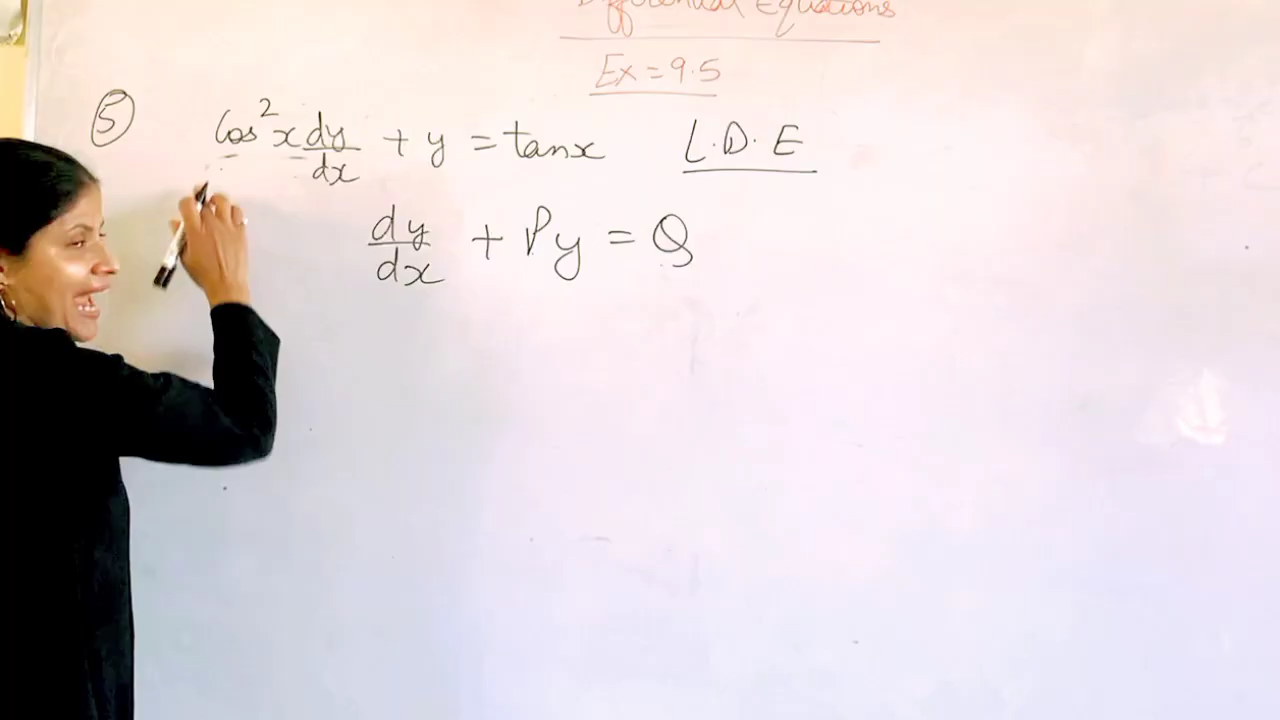 Differential Equations
Ex = 9.5
⑤ cos²x dy/dx + y = tanx L.D.E
dy/dx + Py = Q